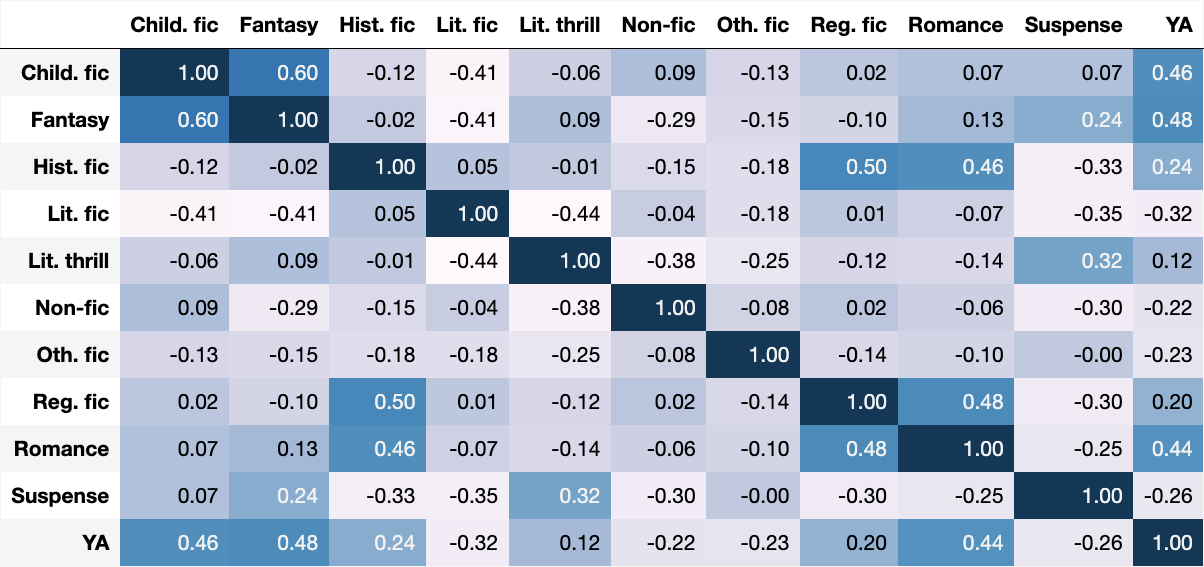 Child. fic Fantasy Hist. fic Lit. fic Lit. thrill Non-fic Oth. fic Reg. fic Romance Suspense YA
Child. fic 1.00 0.60 -0.12 -0.41 -0.06 0.09 -0.13 0.02 0.07 0.07 0.46
Fantasy 0.60 1.00 -0.02 -0.41 0.09 -0.29 -0.15 -0.10 0.13 0.24 0.48
Hist. fic -0.12 -0.02 1.00 0.05 -0.01 -0.15 -0.18 0.50 0.46 -0.33 0.24
Lit. fic -0.41 -0.41 0.05 1.00 -0.44 -0.04 -0.18 0.01 -0.07 -0.35 -0.32
Lit. thrill -0.06 0.09 -0.01 -0.44 1.00 -0.38 -0.25 -0.12 -0.14 0.32 0.12
Non-fic 0.09 -0.29 -0.15 -0.04 -0.38 1.00 -0.08 0.02 -0.06 -0.30 -0.22
Oth. fic -0.13 -0.15 -0.18 -0.18 -0.25 -0.08 1.00 -0.14 -0.10 -0.00 -0.23
Reg. fic 0.02 -0.10 0.50 0.01 -0.12 0.02 -0.14 1.00 0.48 -0.30 0.20
Romance 0.07 0.13 0.46 -0.07 -0.14 -0.06 -0.10 0.48 1.00 -0.25 0.44
Suspense 0.07 0.24 -0.33 -0.35 0.32 -0.30 -0.00 -0.30 -0.25 1.00 -0.26
YA 0.46 0.48 0.24 -0.32 0.12 -0.22 -0.23 0.20 0.44 -0.26 1.00